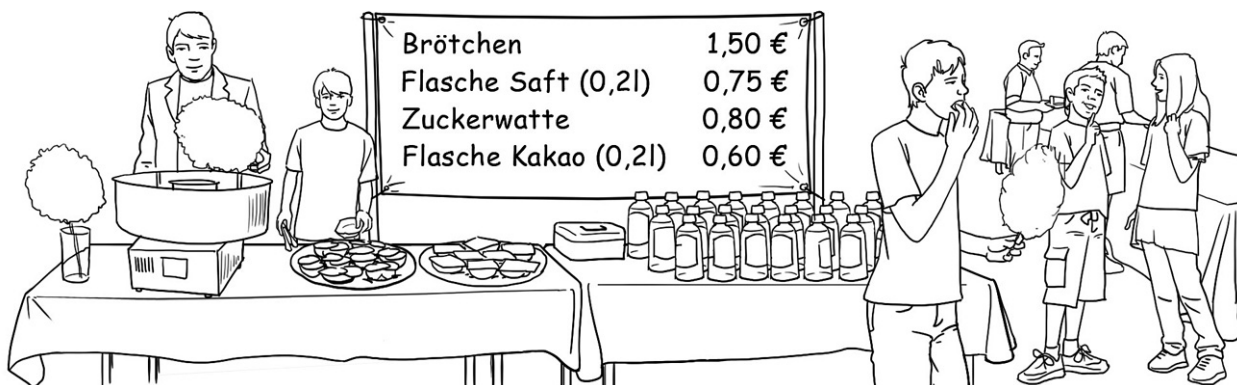 Brötchen 1,50 €
Flasche Saft (0,2l) 0,75 €
Zuckerwatte 0,80 €
Flasche Kakao (0,2l) 0,60 €